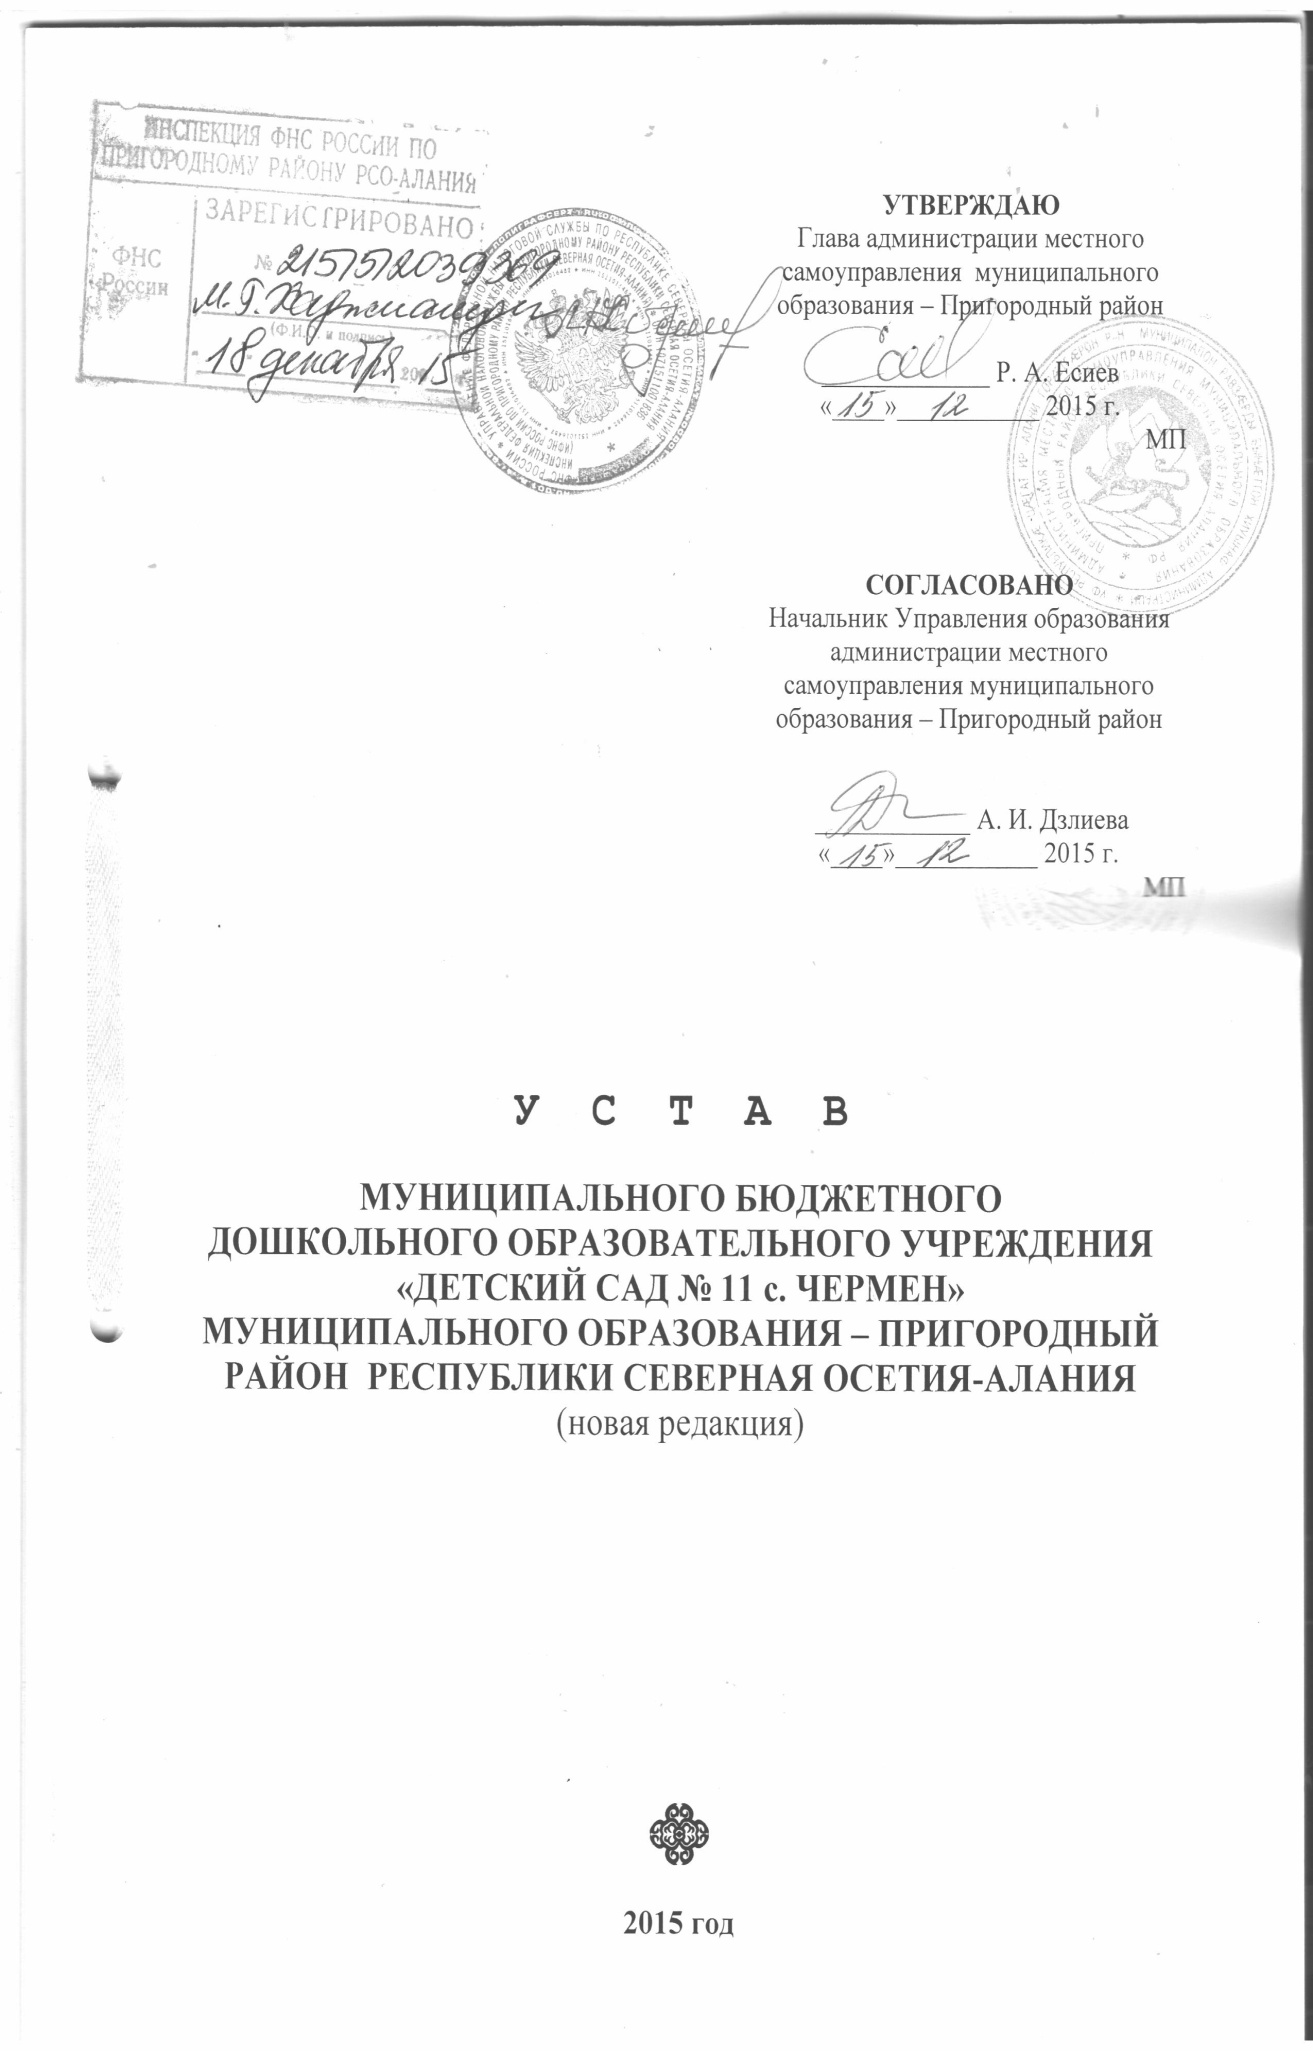 ИНСПЕКЦИЯ ФНС РОССИИ ПО
ПРИГОРОДНОМУ РАЙОНУ РСО-АЛАНИЯ
ЗАРЕГИСТРИРОВАНО
ФНС
России
№
(Ф.И.О. и подпись)
18 декабря 2015
УТВЕРЖДАЮ
Глава администрации местного
самоуправления муниципального
образования – Пригородный район
Р. А. Есиев
«15» 12 2015 г.
МП
СОГЛАСОВАНО
Начальник Управления образования
администрации местного
самоуправления муниципального
образования – Пригородный район
А. И. Дзлиева
«15» 12 2015 г.
МП
У С Т А В
МУНИЦИПАЛЬНОГО БЮДЖЕТНОГО
ДОШКОЛЬНОГО ОБРАЗОВАТЕЛЬНОГО УЧРЕЖДЕНИЯ
«ДЕТСКИЙ САД № 11 с. ЧЕРМЕН»
МУНИЦИПАЛЬНОГО ОБРАЗОВАНИЯ – ПРИГОРОДНЫЙ
РАЙОН РЕСПУБЛИКИ СЕВЕРНАЯ ОСЕТИЯ-АЛАНИЯ
(новая редакция)
2015 год